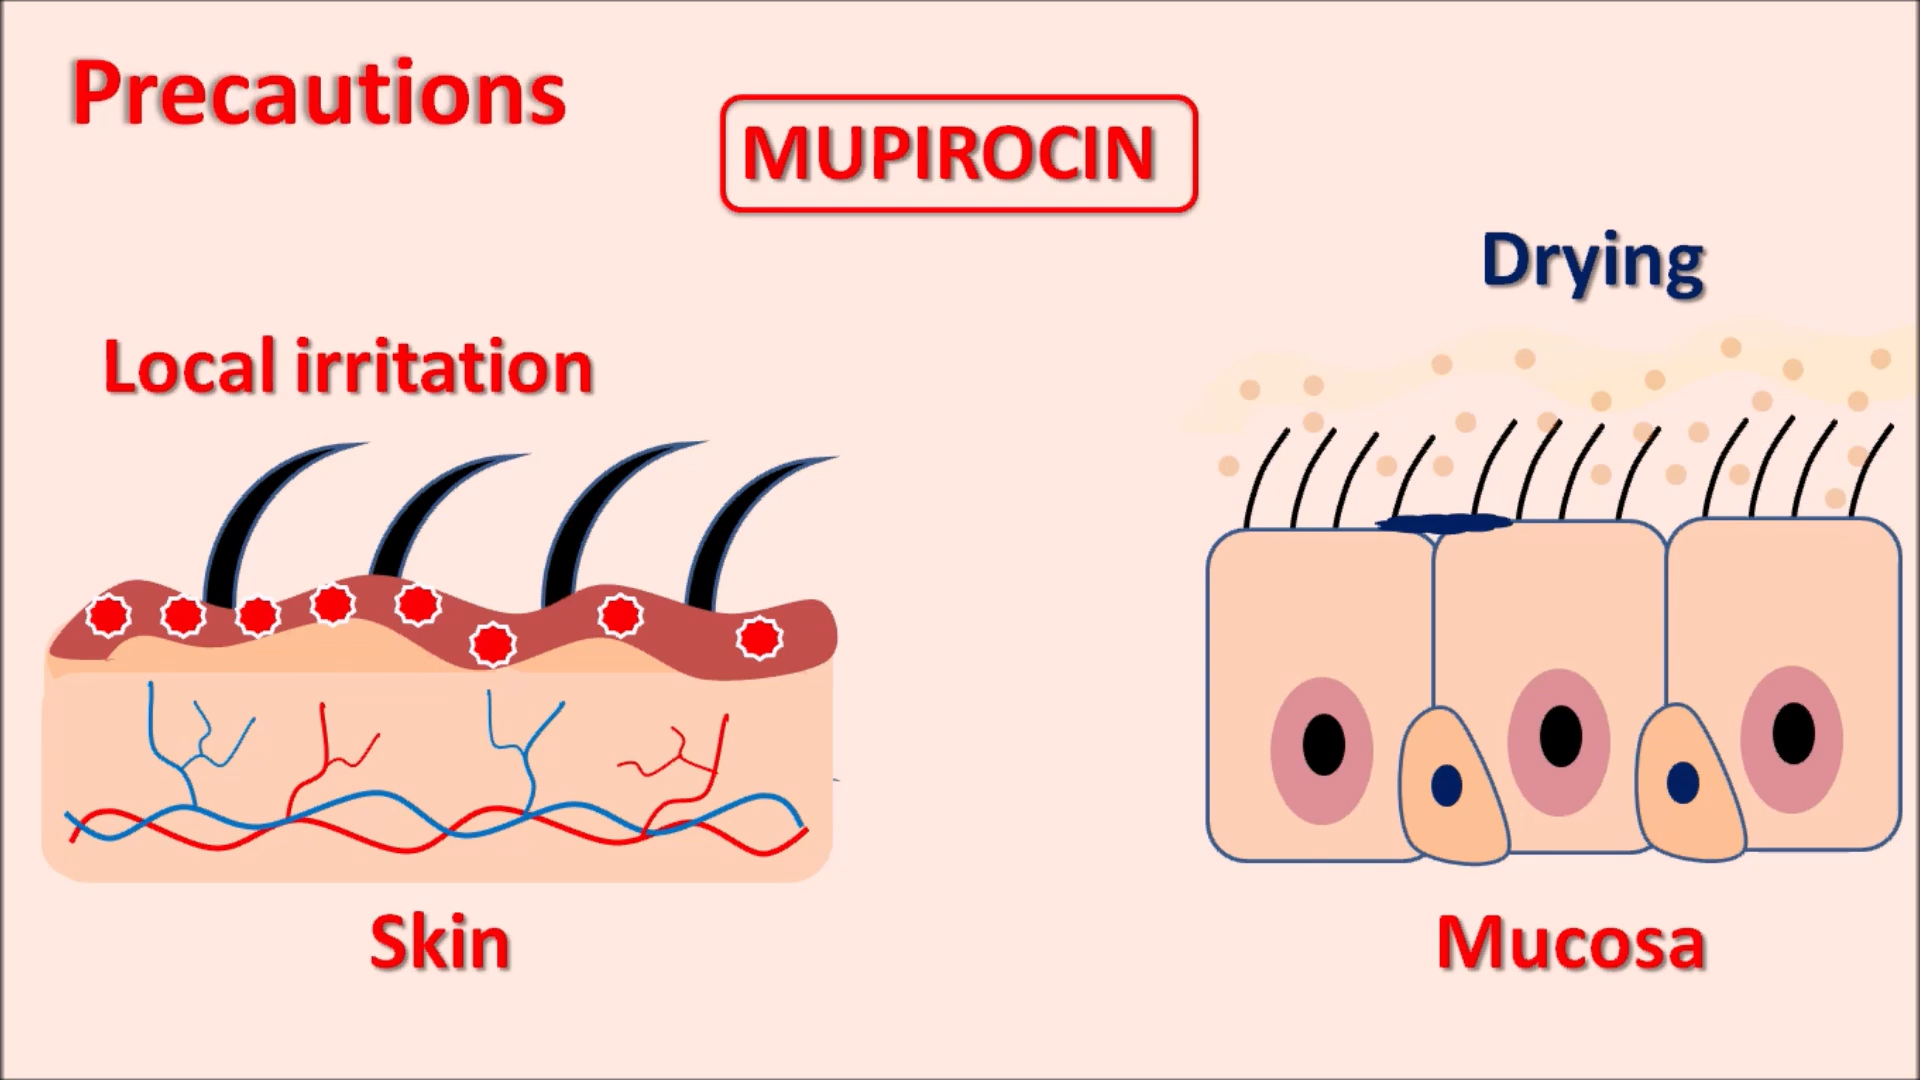 Precautions
MUPIROCIN
Drying
Local irritation
Skin
Mucosa